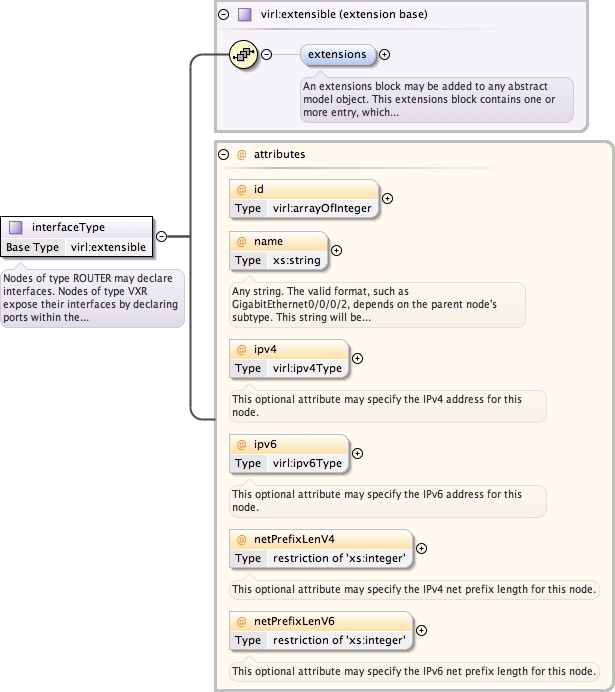 virl:extensible (extension base)
extensions
An extensions block may be added to any abstract
model object. This extensions block contains one or
more entry, which...
@ attributes
@ id
Type virl:arrayOfInteger
@ name
Type xs:string
Any string. The valid format, such as
GigabitEthernet0/0/0/2, depends on the parent node's
subtype. This string will be...
@ ipv4
Type virl:ipv4Type
This optional attribute may specify the IPv4 address for this
node.
@ ipv6
Type virl:ipv6Type
This optional attribute may specify the IPv6 address for this
node.
@ netPrefixLenV4
Type restriction of 'xs:integer'
This optional attribute may specify the IPv4 net prefix length for this node.
@ netPrefixLenV6
Type restriction of 'xs:integer'
This optional attribute may specify the IPv6 net prefix length for this node.
interfaceType
Base Type virl:extensible
Nodes of type ROUTER may declare
interfaces. Nodes of type VXR
expose their interfaces by declaring
ports within the...